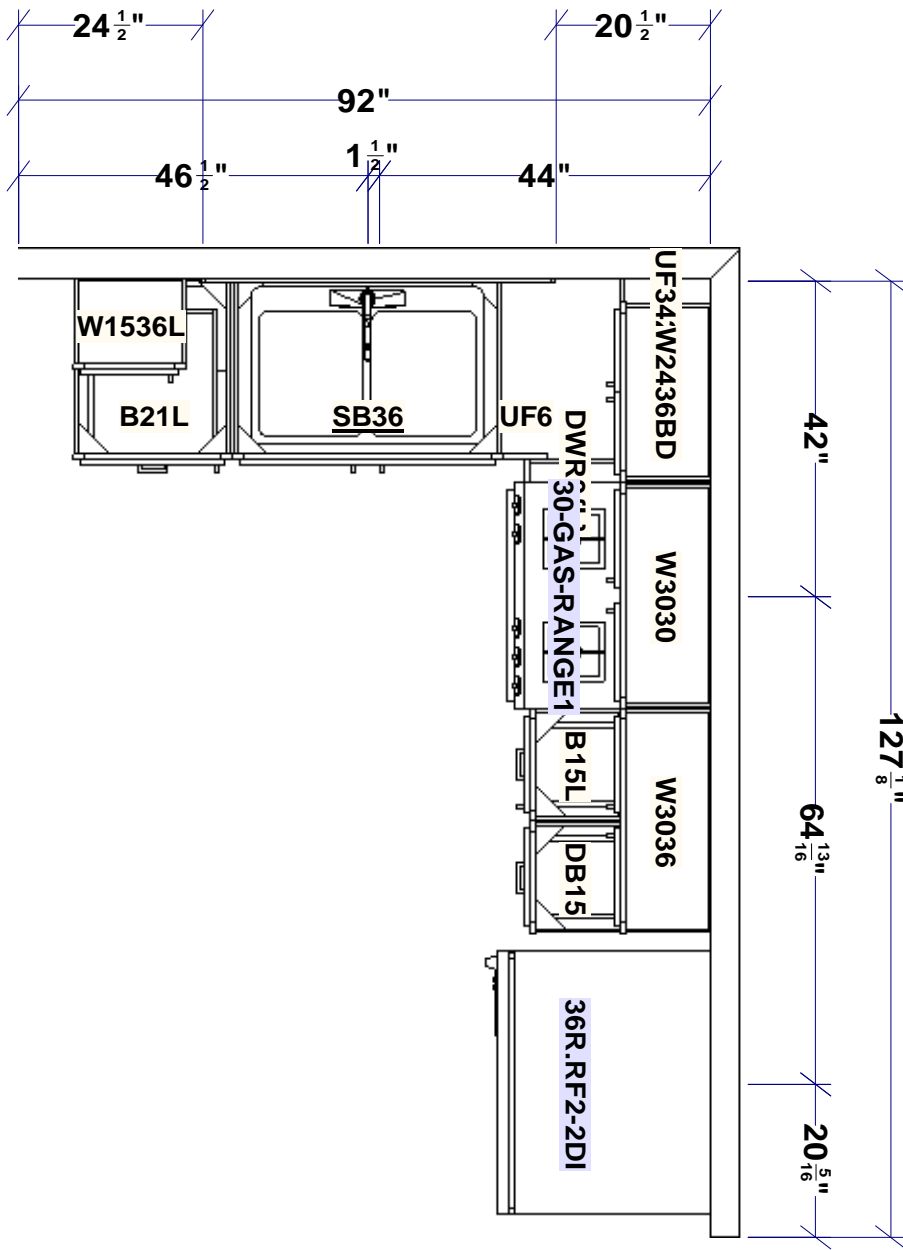 24 1/2" 20 1/2"
92"
1 1/2"
46 1/2" 44"
W1536L
B21L
SB36
UF6
W2436BD
30-GAS-RANGE1
W3030
B15L
DB15
W3036
36R.RF2-2DI
42"
64 13/16"
20 5/16"
127 1/8"